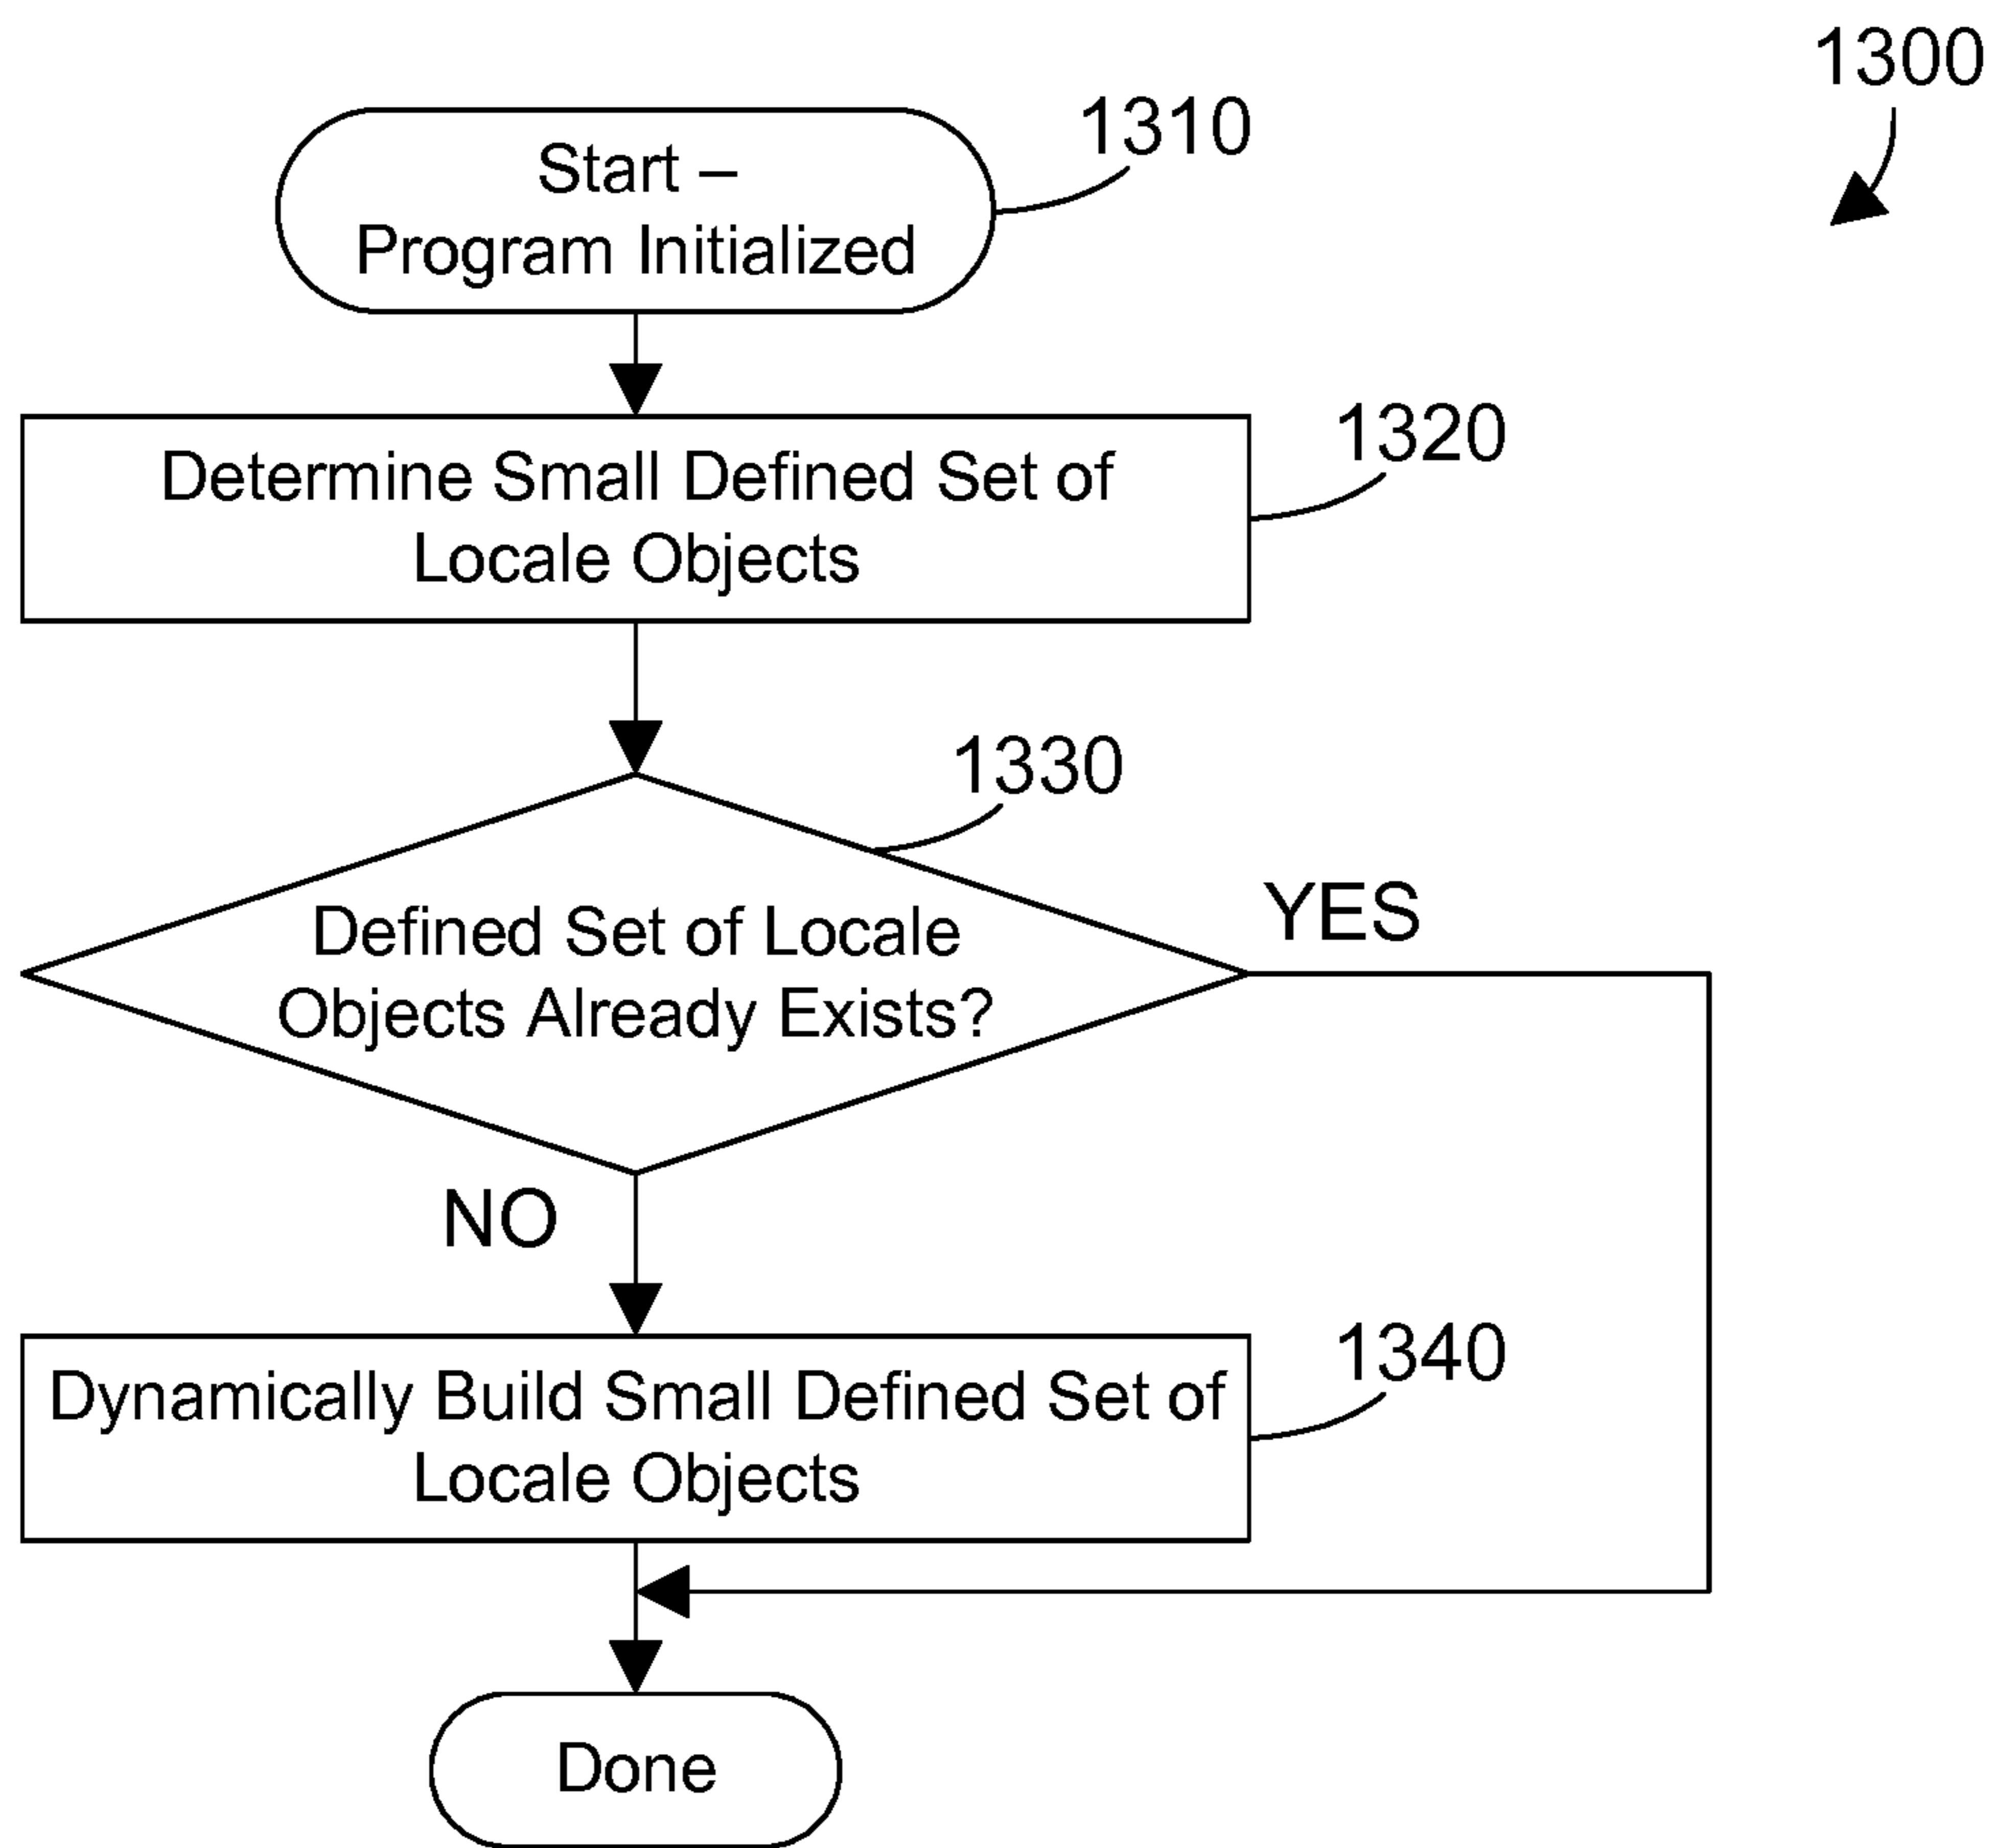 1300
1310
Start –
Program Initialized
1320
Determine Small Defined Set of
Locale Objects
1330
Defined Set of Locale
Objects Already Exists?
YES
NO
1340
Dynamically Build Small Defined Set of
Locale Objects
Done